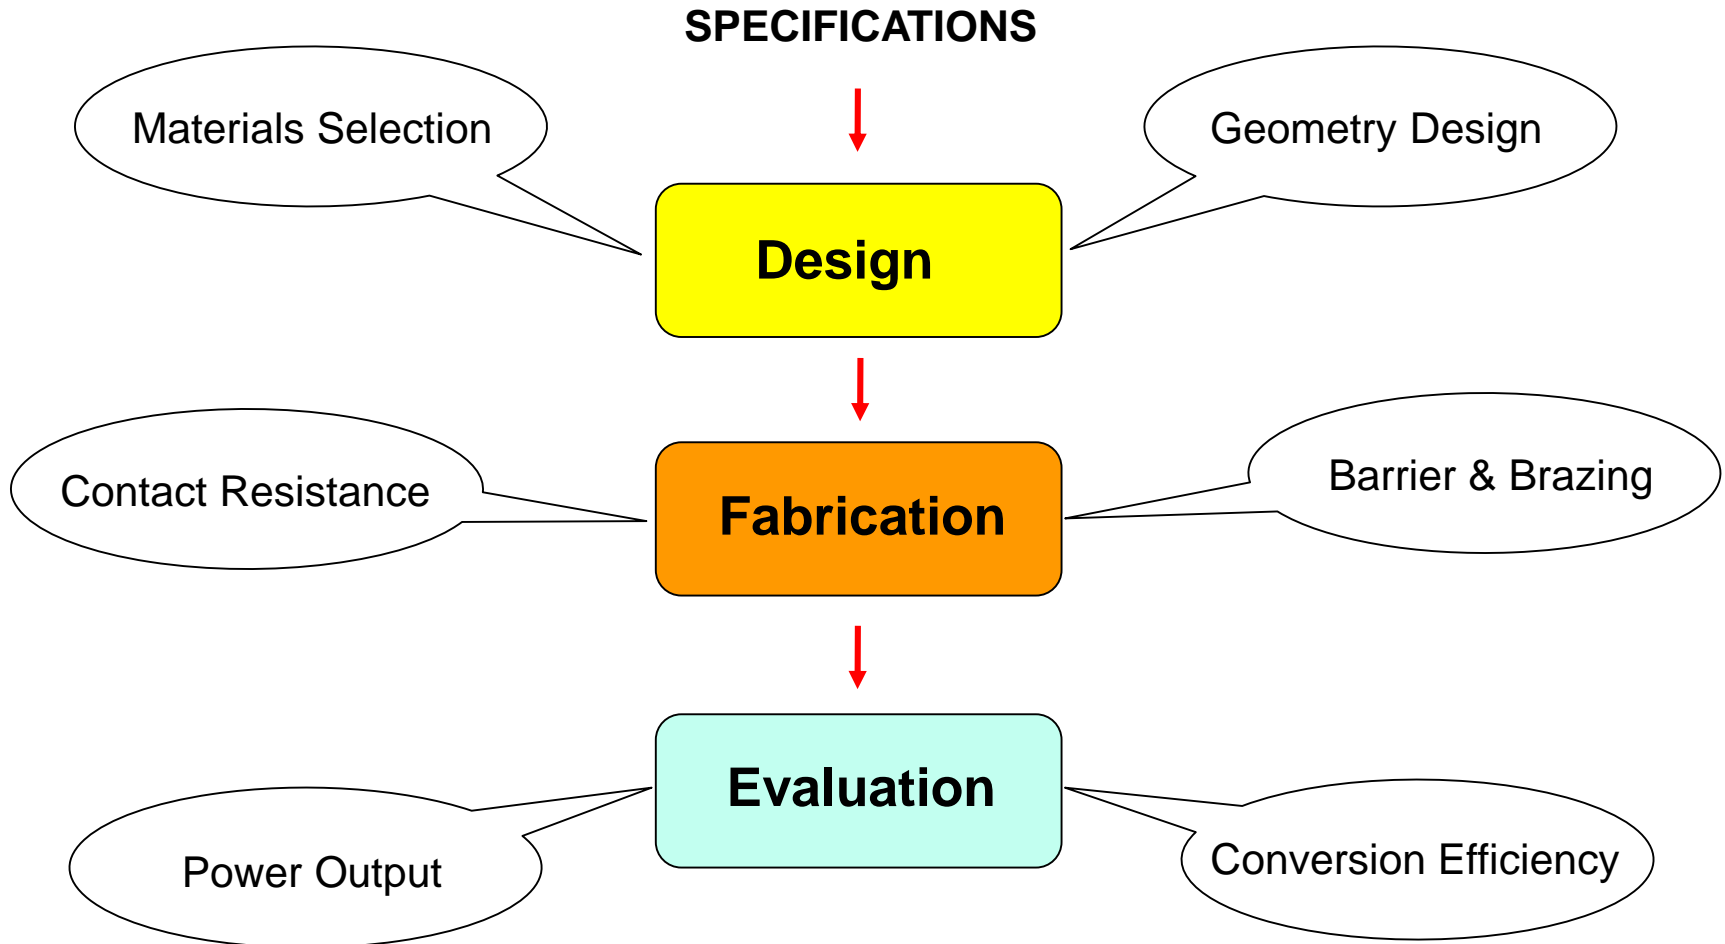 SPECIFICATIONS
Materials Selection
Geometry Design
Design
Contact Resistance
Barrier & Brazing
Fabrication
Evaluation
Power Output
Conversion Efficiency